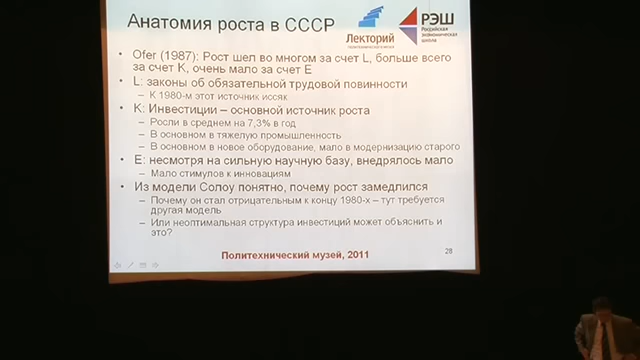 Анатомия роста в СССР
Лекторий
ПОЛИТЕХНИЧЕСКОГО МУЗЕЯ
РЭШ
Российская
экономическая
школа
• Ofer (1987): Рост шел во многом за счет L, больше всего
за счет K, очень мало за счет E
• L: законы об обязательной трудовой повинности
– К 1980-м этот источник иссяк
• K: Инвестиции – основной источник роста
– Росли в среднем на 7,3% в год
– В основном в тяжелую промышленность
– В основном в новое оборудование, мало в модернизацию старого
• E: несмотря на сильную научную базу, внедрялось мало
– Мало стимулов к инновациям
• Из модели Солоу понятно, почему рост замедлился
– Почему он стал отрицательным к концу 1980-х – тут требуется
другая модель
– Или неоптимальная структура инвестиций может объяснить и
это?
Политехнический музей, 2011
28